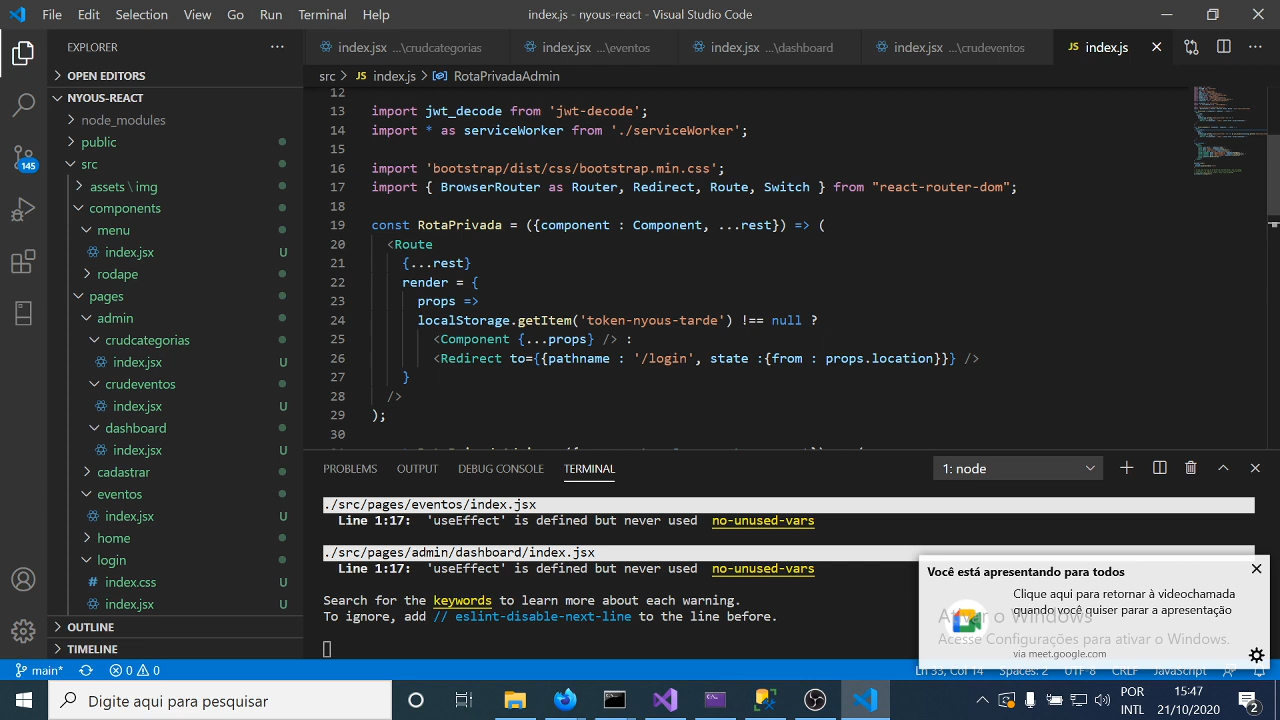 File Edit Selection View Go Run Terminal Help
index.js - nyous-react - Visual Studio Code
EXPLORER
OPEN EDITORS
NYOUS-REACT
node_modules
public
src
assets \ img
components
menu
index.jsx U
rodape
pages
admin
crudcategorias
index.jsx U
crudeventos
index.jsx U
dashboard
index.jsx U
cadastrar
eventos
index.jsx U
home
login
index.css U
index.jsx U
OUTLINE
TIMELINE
145
index.jsx ...\crudcategorias
index.jsx ...\eventos
index.jsx ...\dashboard
index.jsx ...\crudeventos
JS index.js
src > JS index.js > RotaPrivadaAdmin
12
13 import jwt_decode from 'jwt-decode';
14 import * as serviceWorker from './serviceWorker';
15
16 import 'bootstrap/dist/css/bootstrap.min.css';
17 import { BrowserRouter as Router, Redirect, Route, Switch } from "react-router-dom";
18
19 const RotaPrivada = ({component : Component, ...rest}) => (
20 <Route
21 {...rest}
22 render = {
23 props =>
24 localStorage.getItem('token-nyous-tarde') !== null ?
25 <Component {...props} /> :
26 <Redirect to={{pathname : '/login', state :{from : props.location}}} />
27 }
28 />
29 );
30
PROBLEMS OUTPUT DEBUG CONSOLE TERMINAL
1: node
./src/pages/eventos/index.jsx
Line 1:17: 'useEffect' is defined but never used no-unused-vars
./src/pages/admin/dashboard/index.jsx
Line 1:17: 'useEffect' is defined but never used no-unused-vars
Search for the keywords to learn more about each warning.
To ignore, add // eslint-disable-next-line to the line before.
Você está apresentando para todos
Clique aqui para retornar à videochamada
quando você quiser parar a apresentação
via meet.google.com
Ativar o Windows
Acesse Configurações para ativar o Windows.
main* 0 0
Ln 33, Col 14 Spaces: 2 UTF-8 CRLF JavaScript
Digite aqui para pesquisar
POR
INTL
15:47
21/10/2020
2